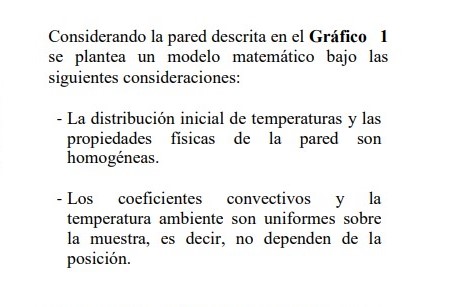 Considerando la pared descrita en el Gráfico 1
se plantea un modelo matemático bajo las
siguientes consideraciones:
- La distribución inicial de temperaturas y las
propiedades físicas de la pared son
homogéneas.
- Los coeficientes convectivos y la
temperatura ambiente son uniformes sobre
la muestra, es decir, no dependen de la
posición.